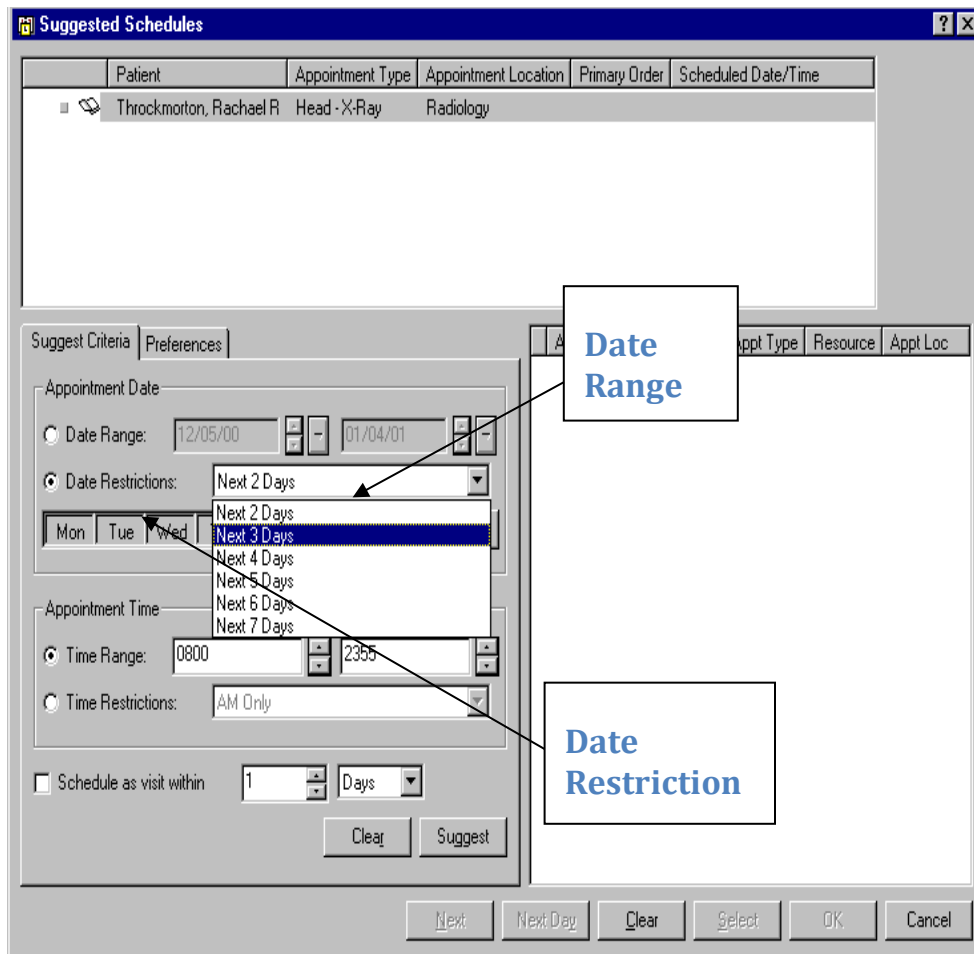 Suggested Schedules
Patient Appointment Type Appointment Location Primary Order Scheduled Date/Time
Throckmorton, Rachael R Head - X-Ray Radiology
Suggest Criteria Preferences
Appointment Date
Date Range: 12/05/00 - 01/04/01 -
Date Restrictions: Next 2 Days
Mon Tue Wed
Next 2 Days
Next 3 Days
Next 4 Days
Next 5 Days
Next 6 Days
Next 7 Days
Appointment Time
Time Range: 0800 2355
Time Restrictions: AM Only
Schedule as visit within 1 Days
Clear Suggest
Appt Type Resource Appt Loc
Date
Range
Date
Restriction
Next Next Day Clear Select OK Cancel